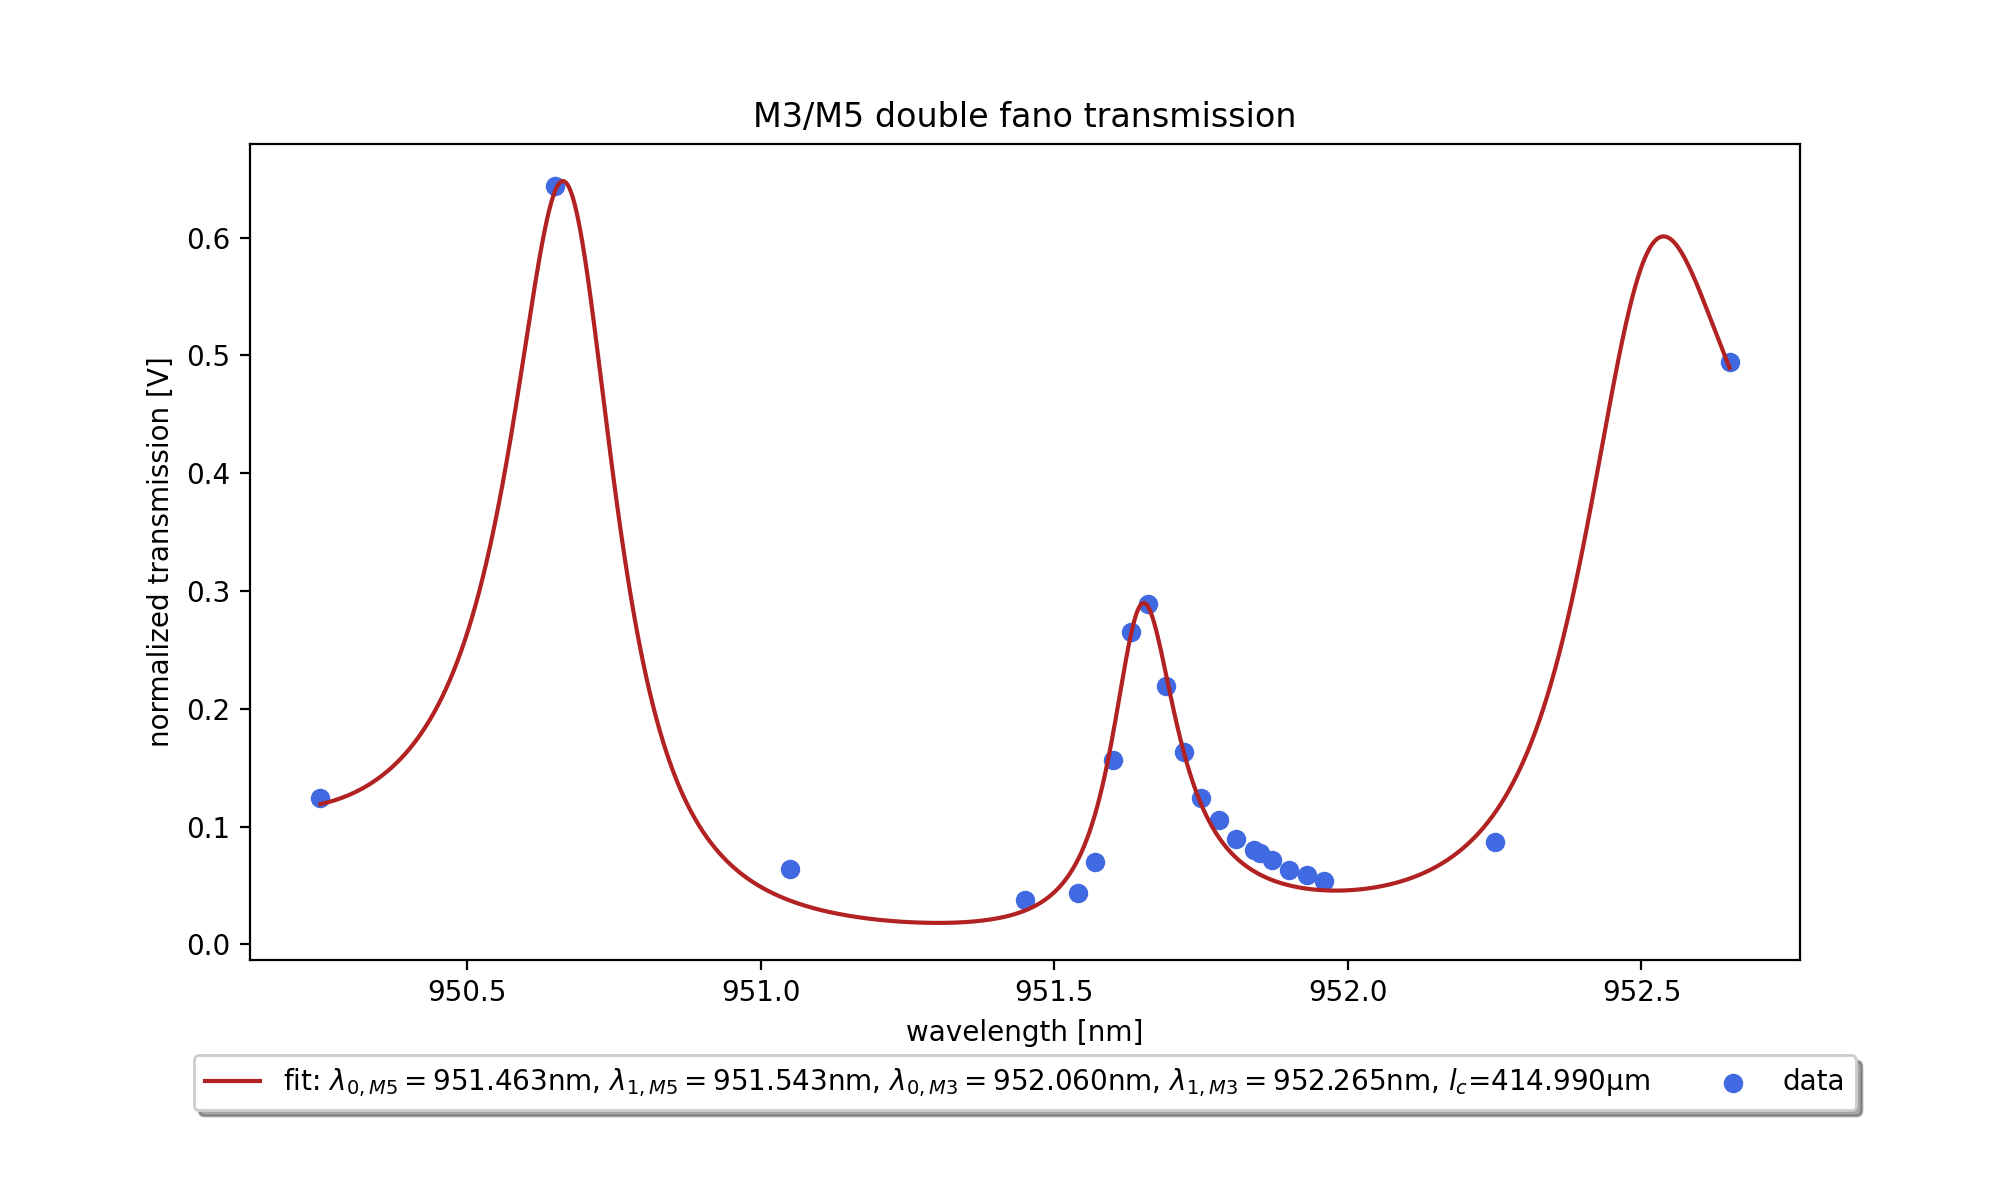 M3/M5 double fano transmission
normalized transmission [V]
0.6
0.5
0.4
0.3
0.2
0.1
0.0
950.5 951.0 951.5 952.0 952.5
wavelength [nm]
fit: λ₀,M5 = 951.463nm, λ₁,M5 = 951.543nm, λ₀,M3 = 952.060nm, λ₁,M3 = 952.265nm, l_c=414.990μm data